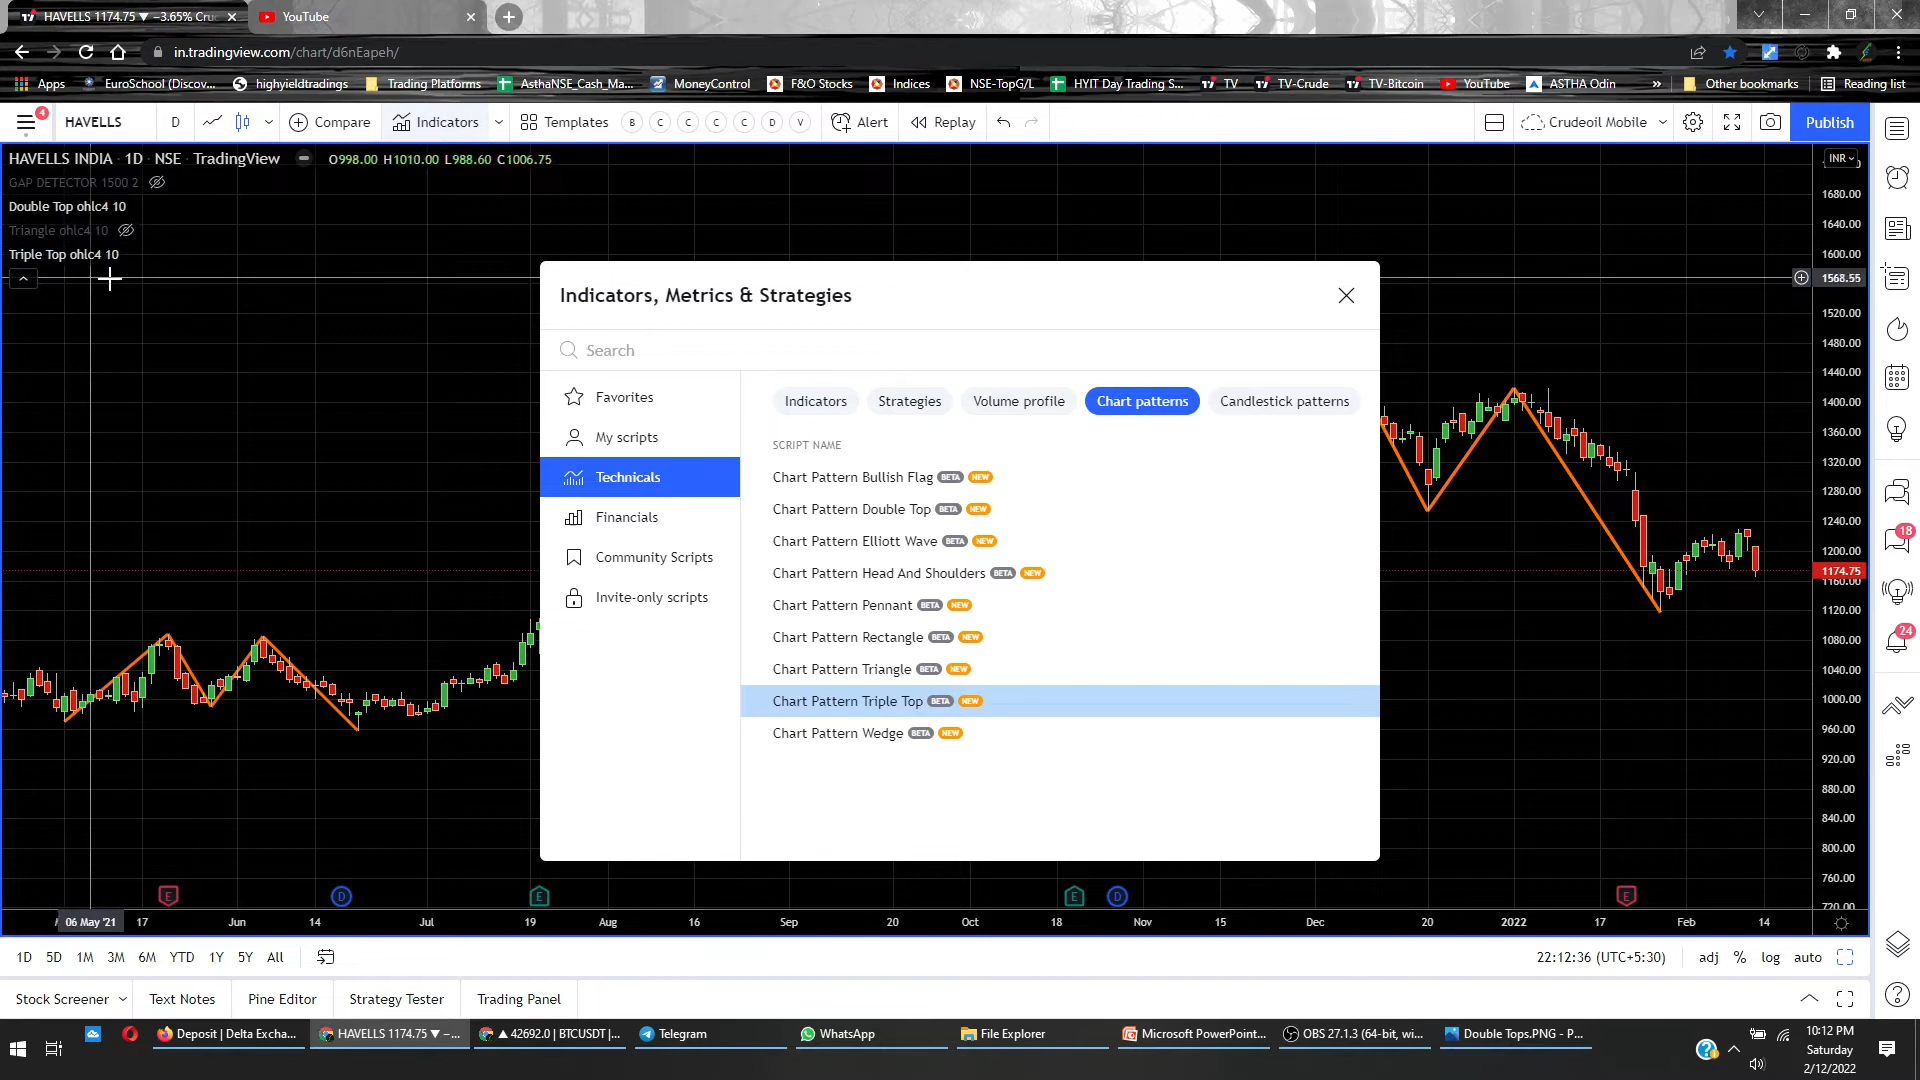 HAVELLS 1174.75 ▼ −3.65% Cru
YouTube
in.tradingview.com/chart/d6nEapeh/
Apps
EuroSchool (Discov...
highyieldtradings
Trading Platforms
AsthaNSE_Cash_Ma...
MoneyControl
F&O Stocks
Indices
NSE-TopG/L
HYIT Day Trading S...
TV
TV-Crude
TV-Bitcoin
YouTube
ASTHA Odin
»
Other bookmarks
Reading list
4
HAVELLS
D
Compare
Indicators
Templates
B
C
C
C
C
D
V
Alert
Replay
Crudeoil Mobile
Publish
HAVELLS INDIA · 1D · NSE · TradingView
O998.00 H1010.00 L988.60 C1006.75
INR
GAP DETECTOR 1500 2
Double Top ohlc4 10
Triangle ohlc4 10
Triple Top ohlc4 10
Indicators, Metrics & Strategies
Search
Favorites
My scripts
Technicals
Financials
Community Scripts
Invite-only scripts
Indicators
Strategies
Volume profile
Chart patterns
Candlestick patterns
SCRIPT NAME
Chart Pattern Bullish Flag BETA NEW
Chart Pattern Double Top BETA NEW
Chart Pattern Elliott Wave BETA NEW
Chart Pattern Head And Shoulders BETA NEW
Chart Pattern Pennant BETA NEW
Chart Pattern Rectangle BETA NEW
Chart Pattern Triangle BETA NEW
Chart Pattern Triple Top BETA NEW
Chart Pattern Wedge BETA NEW
1680.00
1640.00
1600.00
1568.55
1520.00
1480.00
1440.00
1400.00
1360.00
1320.00
1280.00
1240.00
1200.00
1174.75
1160.00
1120.00
1080.00
1040.00
1000.00
960.00
920.00
880.00
840.00
800.00
760.00
720.00
18
24
E
D
E
E
D
E
06 May '21
17
Jun
14
Jul
19
Aug
16
Sep
20
Oct
18
Nov
15
Dec
20
2022
17
Feb
14
1D
5D
1M
3M
6M
YTD
1Y
5Y
All
22:12:36 (UTC+5:30)
adj
%
log
auto
Stock Screener
Text Notes
Pine Editor
Strategy Tester
Trading Panel
Deposit | Delta Excha...
HAVELLS 1174.75 ▼ −...
▲ 42692.0 | BTCUSDT |...
Telegram
WhatsApp
File Explorer
Microsoft PowerPoint...
OBS 27.1.3 (64-bit, wi...
Double Tops.PNG - P...
10:12 PM
Saturday
2/12/2022